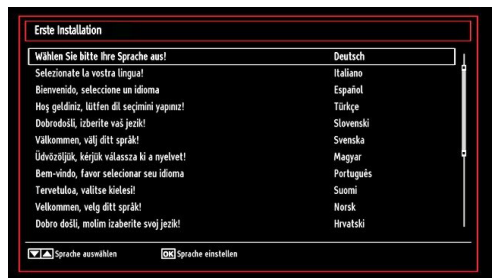 Erste Installation
Wählen Sie bitte Ihre Sprache aus! Deutsch
Selezionate la vostra lingua! Italiano
Bienvenido, seleccione un idioma Español
Hoş geldiniz, lütfen dil seçimini yapınız! Türkçe
Dobrodošli, izberite vaš jezik! Slovenski
Välkommen, välj ditt språk! Svenska
Üdvözöljük, kérjük válassza ki a nyelvet! Magyar
Bem-vindo, favor selecionar seu idioma Português
Tervetuloa, valitse kielesi! Suomi
Velkommen, velg ditt språk! Norsk
Dobro došli, molim izaberite svoj jezik! Hrvatski
Sprache auswählen OK Sprache einstellen